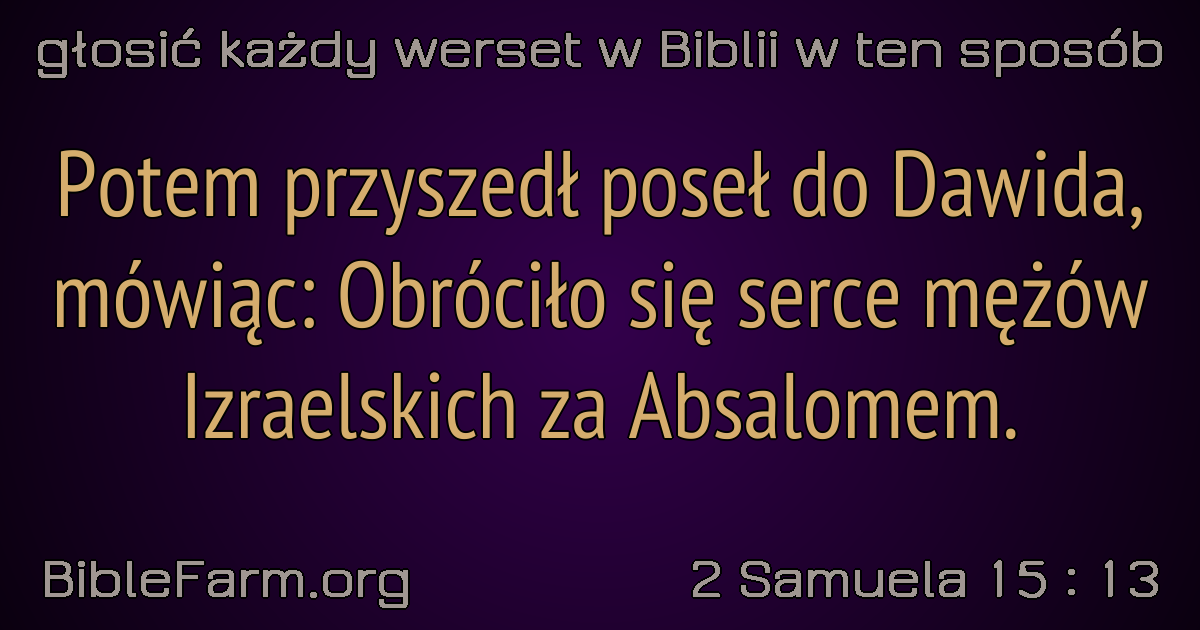 głosić każdy werset w Biblii w ten sposób
Potem przyszedł poseł do Dawida,
mówiąc: Obróciło się serce mężów
Izraelskich za Absalomem.
BibleFarm.org
2 Samuela 15 : 13